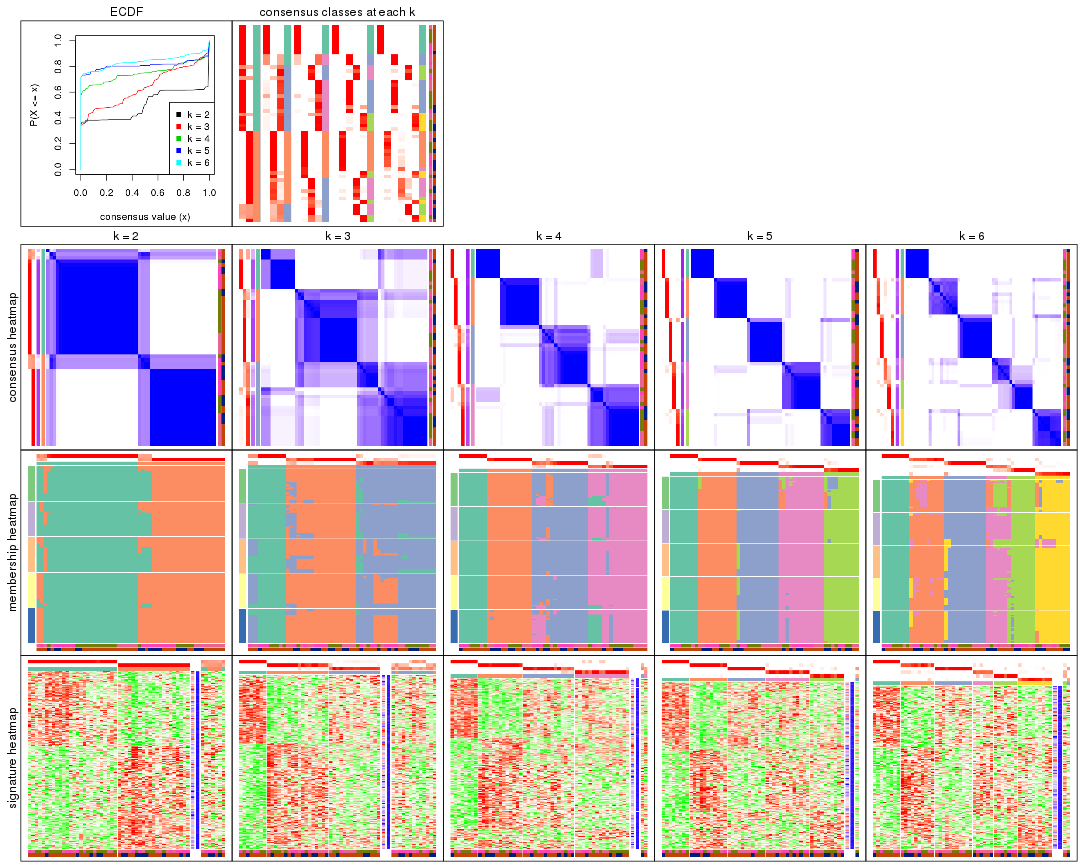 ECDF
consensus classes at each k
P(X <= x)
0.0 0.2 0.4 0.6 0.8 1.0
k = 2
k = 3
k = 4
k = 5
k = 6
0.0 0.2 0.4 0.6 0.8 1.0
consensus value (x)
k = 2
k = 3
k = 4
k = 5
k = 6
consensus heatmap
membership heatmap
signature heatmap